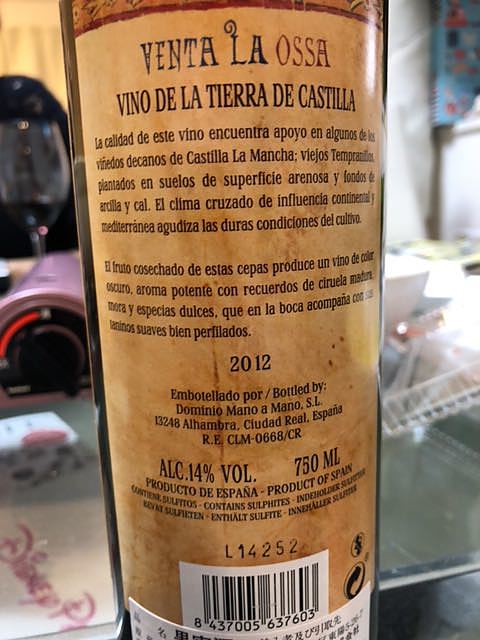 VENTA LA OSSA
VINO DE LA TIERRA DE CASTILLA
La calidad de este vino encuentra apoyo en algunos de los
viñedos decanos de Castilla La Mancha; viejos Tempranillos,
plantados en suelos de superficie arenosa y fondos de
arcilla y cal. El clima cruzado de influencia continental y
mediterránea agudiza las duras condiciones del cultivo.
El fruto cosechado de estas cepas produce un vino de color
oscuro, aroma potente con recuerdos de ciruela madura,
mora y especias dulces, que en la boca acompaña con sus
taninos suaves bien perfilados.
2012
Embotellado por / Bottled by:
Dominio Mano a Mano, S.L.
13248 Alhambra, Ciudad Real, España
R.E. CLM-0668/CR
ALC.14% VOL. 750 ML
PRODUCTO DE ESPAÑA - PRODUCT OF SPAIN
CONTIENE SULFITOS - CONTAINS SULPHITES - INDEHOLDER SULFITTER
BEVAT SULFIETEN - ENTHÄLT SULFITE - INNEHÅLLER SULFITER
L14252
8 437005 637603
Disney